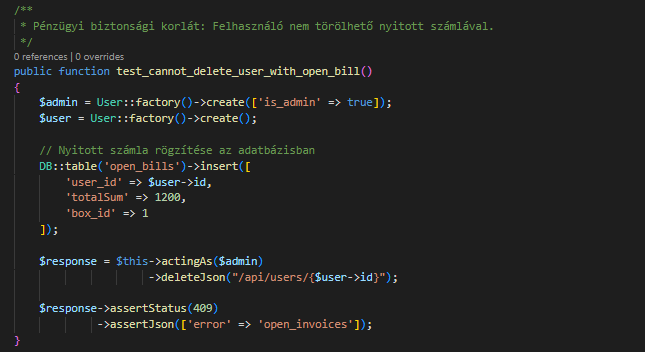 /**
 * Pénzügyi biztonsági korlát: Felhasználó nem törölhető nyitott számlával.
 */
0 references | 0 overrides
public function test_cannot_delete_user_with_open_bill()
{
    $admin = User::factory()->create(['is_admin' => true]);
    $user = User::factory()->create();

    // Nyitott számla rögzítése az adatbázisban
    DB::table('open_bills')->insert([
        'user_id' => $user->id,
        'totalSum' => 1200,
        'box_id' => 1
    ]);

    $response = $this->actingAs($admin)
                     ->deleteJson("/api/users/{$user->id}");

    $response->assertStatus(409)
             ->assertJson(['error' => 'open_invoices']);
}